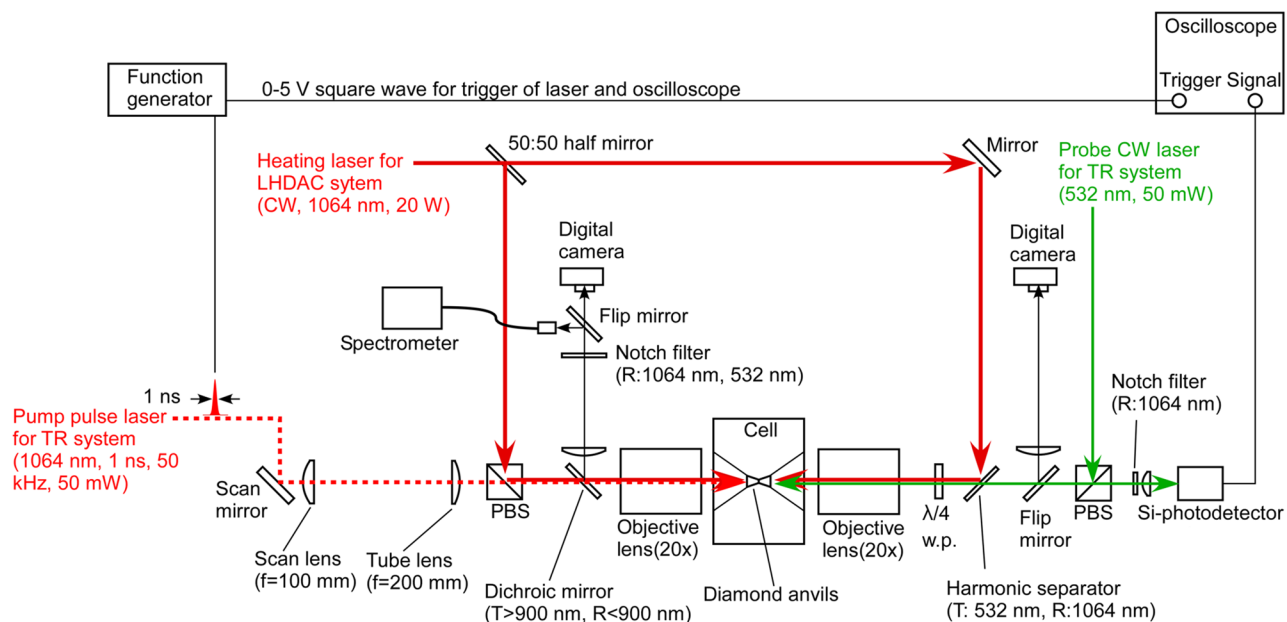 Oscilloscope
Trigger Signal
Function
generator
0-5 V square wave for trigger of laser and oscilloscope
50:50 half mirror
Mirror
Heating laser for
LHDAC sytem
(CW, 1064 nm, 20 W)
Probe CW laser
for TR system
(532 nm, 50 mW)
Digital
camera
Digital
camera
Flip mirror
Spectrometer
Notch filter
(R:1064 nm, 532 nm)
Notch filter
(R:1064 nm)
1 ns
Pump pulse laser
for TR system
(1064 nm, 1 ns, 50
kHz, 50 mW)
Cell
Scan
mirror
PBS
Objective
lens(20x)
Objective
lens(20x)
λ/4
w.p.
Flip
mirror
PBS
Si-photodetector
Scan lens
(f=100 mm)
Tube lens
(f=200 mm)
Dichroic mirror
(T>900 nm, R<900 nm)
Diamond anvils
Harmonic separator
(T: 532 nm, R:1064 nm)